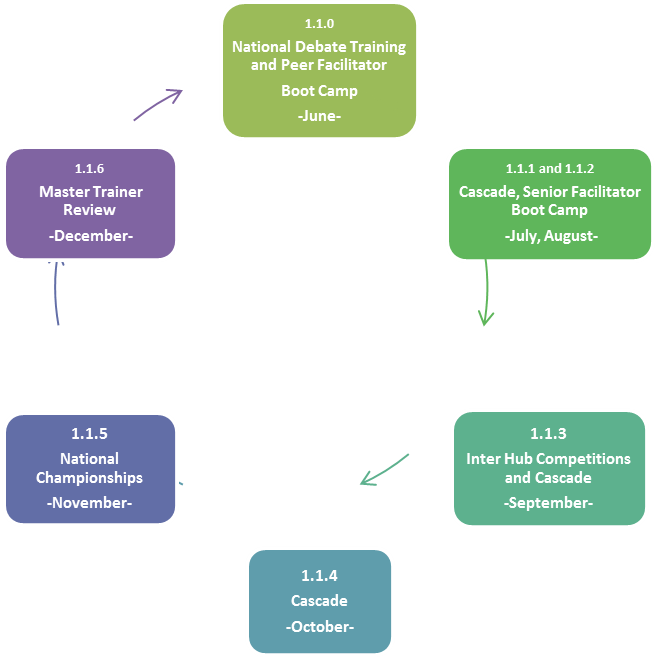 1.1.0
National Debate Training
and Peer Facilitator
Boot Camp
-June-
1.1.1 and 1.1.2
Cascade, Senior Facilitator
Boot Camp
-July, August-
1.1.3
Inter Hub Competitions
and Cascade
-September-
1.1.4
Cascade
-October-
1.1.5
National
Championships
-November-
1.1.6
Master Trainer
Review
-December-